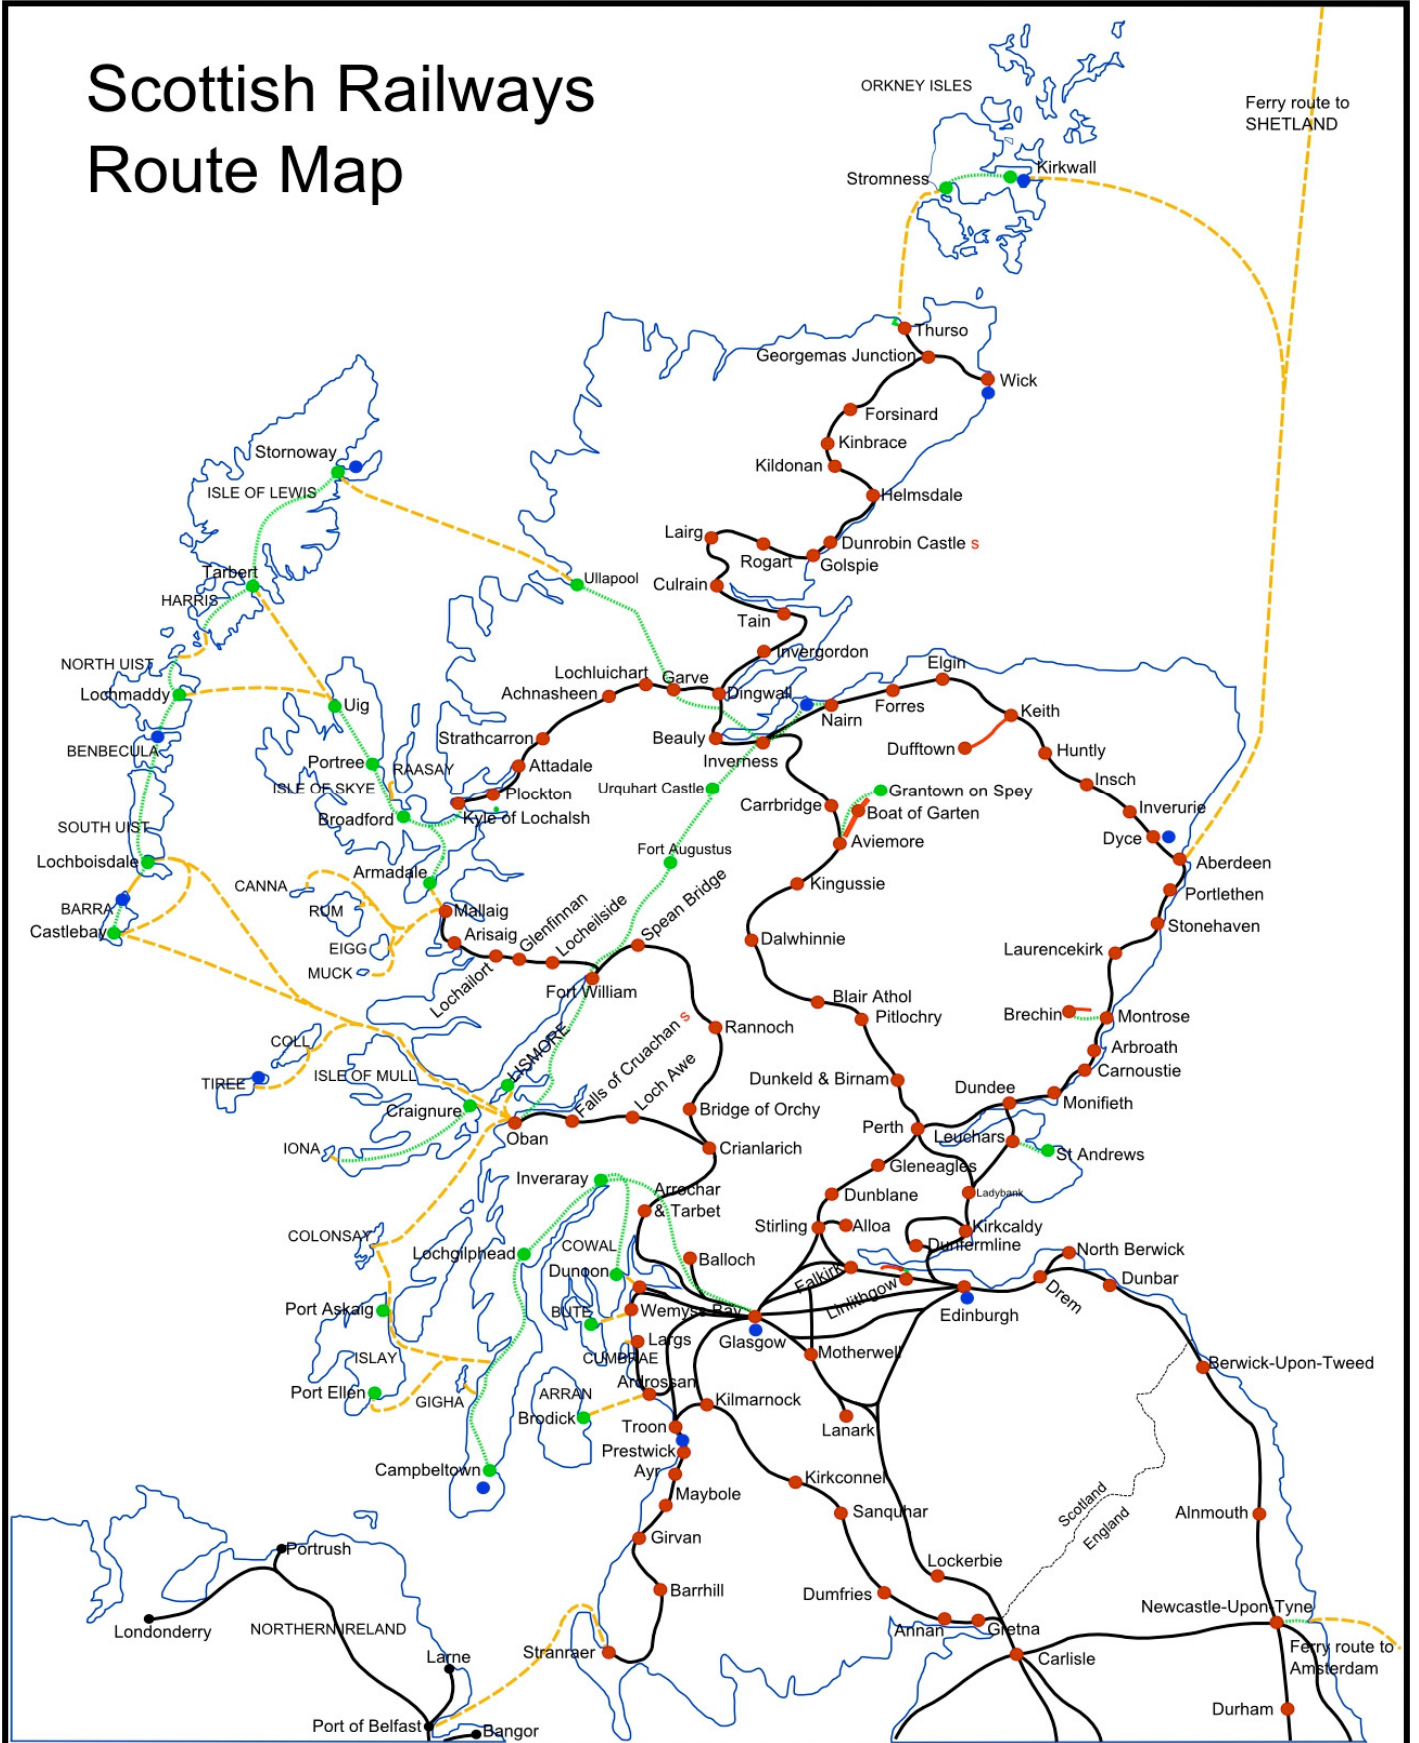 Scottish Railways
Route Map
ORKNEY ISLES
Ferry route to
SHETLAND
Kirkwall
Stromness
Thurso
Georgemas Junction
Wick
Forsinard
Kinbrace
Stornoway
Kildonan
ISLE OF LEWIS
Helmsdale
Lairg
Dunrobin Castle s
Rogart
Golspie
Tarbert
Ullapool
Culrain
HARRIS
Tain
Invergordon
NORTH UIST
Lochluichart
Garve
Elgin
Lochmaddy
Achnasheen
Dingwall
Uig
Nairn
Forres
Keith
Strathcarron
Beauly
BENBECULA
Inverness
Dufftown
Huntly
Portree
RAASAY
Attadale
Insch
ISLE OF SKYE
Plockton
Urquhart Castle
Grantown on Spey
Carrbridge
Inverurie
Broadford
Kyle of Lochalsh
Boat of Garten
SOUTH UIST
Dyce
Aviemore
Fort Augustus
Lochboisdale
Aberdeen
Armadale
CANNA
Kingussie
Portlethen
BARRA
RUM
Mallaig
Glenfinnan
Locheilside
Spean Bridge
Castlebay
Arisaig
Stonehaven
EIGG
Dalwhinnie
Laurencekirk
MUCK
Lochailort
Fort William
Blair Athol
Pitlochry
Brechin
Montrose
Rannoch
COLL
LISMORE
Falls of Cruachan s
Loch Awe
Arbroath
ISLE OF MULL
Carnoustie
TIREE
Dunkeld & Birnam
Dundee
Monifieth
Craignure
Bridge of Orchy
Perth
Leuchars
IONA
Oban
Crianlarich
St Andrews
Gleneagles
Inveraray
Arrochar
& Tarbet
Dunblane
Ladybank
Stirling
Alloa
Kirkcaldy
COLONSAY
COWAL
Dunfermline
Lochgilphead
Balloch
North Berwick
Dunoon
Falkirk
Linlithgow
Dunbar
Drem
Port Askaig
BUTE
Wemyss Bay
Edinburgh
Glasgow
Largs
Motherwell
ISLAY
CUMBRAE
Berwick-Upon-Tweed
Ardrossan
Port Ellen
ARRAN
GIGHA
Kilmarnock
Brodick
Troon
Lanark
Prestwick
Campbeltown
Ayr
Kirkconnel
Maybole
Scotland
England
Sanquhar
Alnmouth
Girvan
Portrush
Lockerbie
Barrhill
Dumfries
Newcastle-Upon-Tyne
Londonderry
NORTHERN IRELAND
Annan
Gretna
Stranraer
Larne
Carlisle
Ferry route to
Amsterdam
Durham
Port of Belfast
Bangor